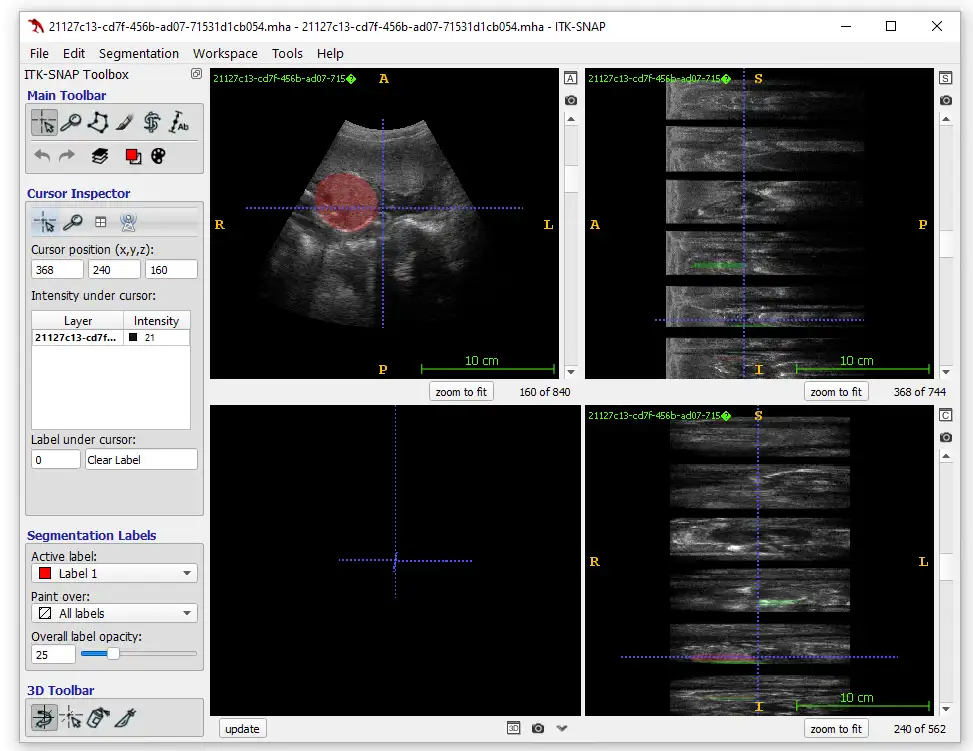 21127c13-cd7f-456b-ad07-71531d1cb054.mha - 21127c13-cd7f-456b-ad07-71531d1cb054.mha - ITK-SNAP
File Edit Segmentation Workspace Tools Help
ITK-SNAP Toolbox
Main Toolbar
Ab
Cursor Inspector
Cursor position (x,y,z):
368 240 160
Intensity under cursor:
Layer Intensity
21127c13-cd7f... 21
Label under cursor:
0 Clear Label
Segmentation Labels
Active label:
Label 1
Paint over:
All labels
Overall label opacity:
25
3D Toolbar
21127c13-cd7f-456b-ad07-715�
A
A
R
L
P
10 cm
zoom to fit 160 of 840
21127c13-cd7f-456b-ad07-715�
S
S
A
P
I
10 cm
zoom to fit 368 of 744
update
3D
21127c13-cd7f-456b-ad07-715�
S
C
R
L
I
10 cm
zoom to fit 240 of 562